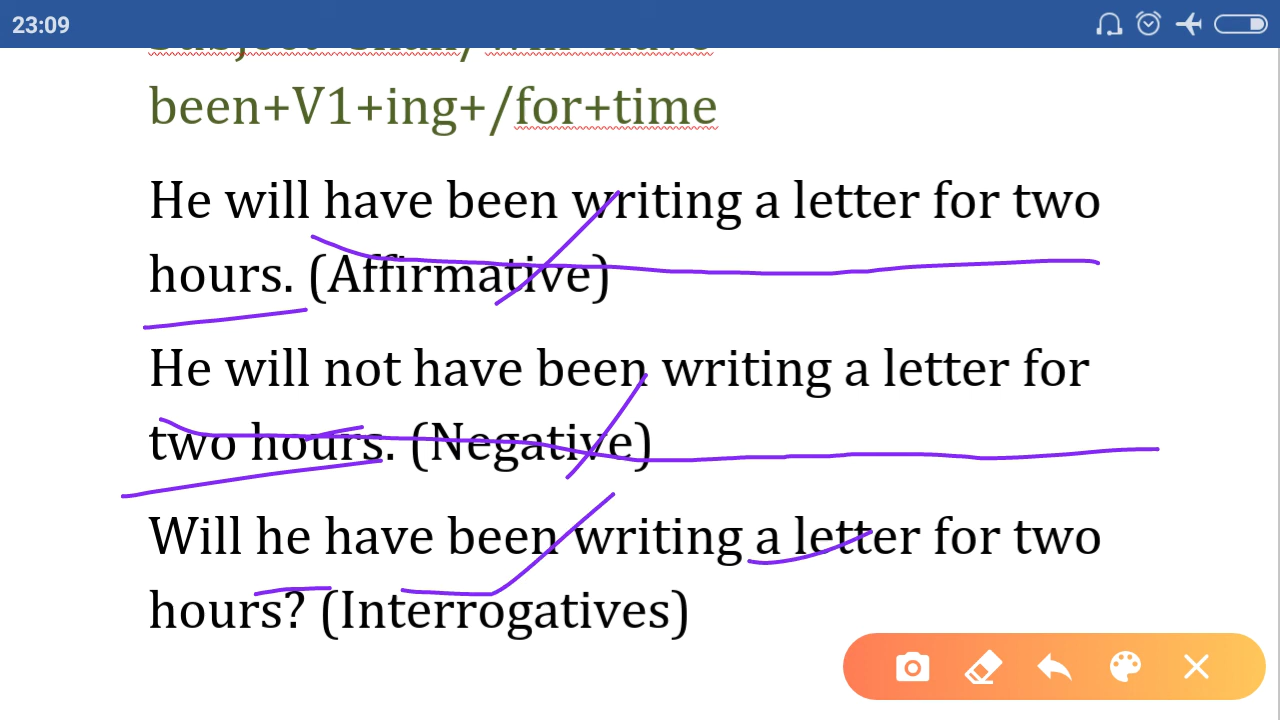 23:09
been+V1+ing+/for+time
He will have been writing a letter for two
hours. (Affirmative)
He will not have been writing a letter for
two hours. (Negative)
Will he have been writing a letter for two
hours? (Interrogatives)